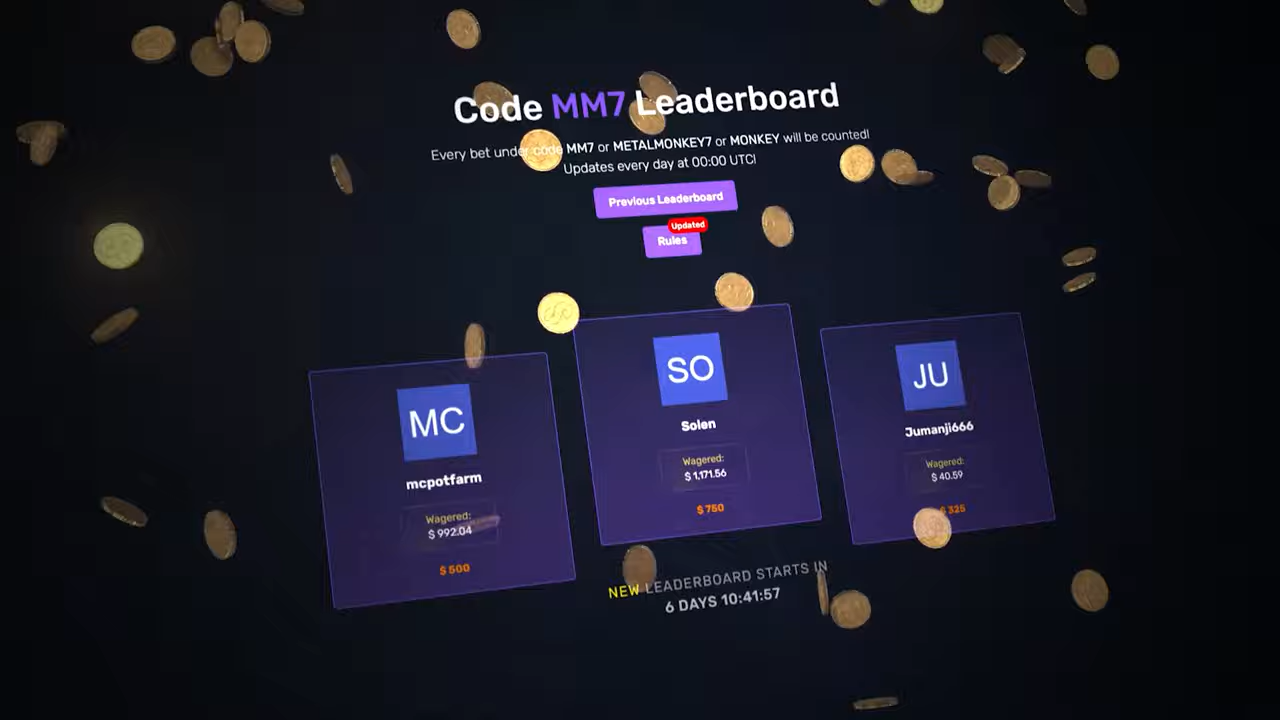 Code MM7 Leaderboard
Every bet under code MM7 or METALMONKEY7 or MONKEY will be counted!
Updates every day at 00:00 UTC!
Previous Leaderboard
Updated
Rules
MC
mcpotfarm
Wagered:
$ 992.04
$ 500
SO
Solen
Wagered:
$ 1,171.56
$ 750
JU
Jumanji666
Wagered:
$ 40.59
$ 325
NEW LEADERBOARD STARTS IN
6 DAYS 10:41:57